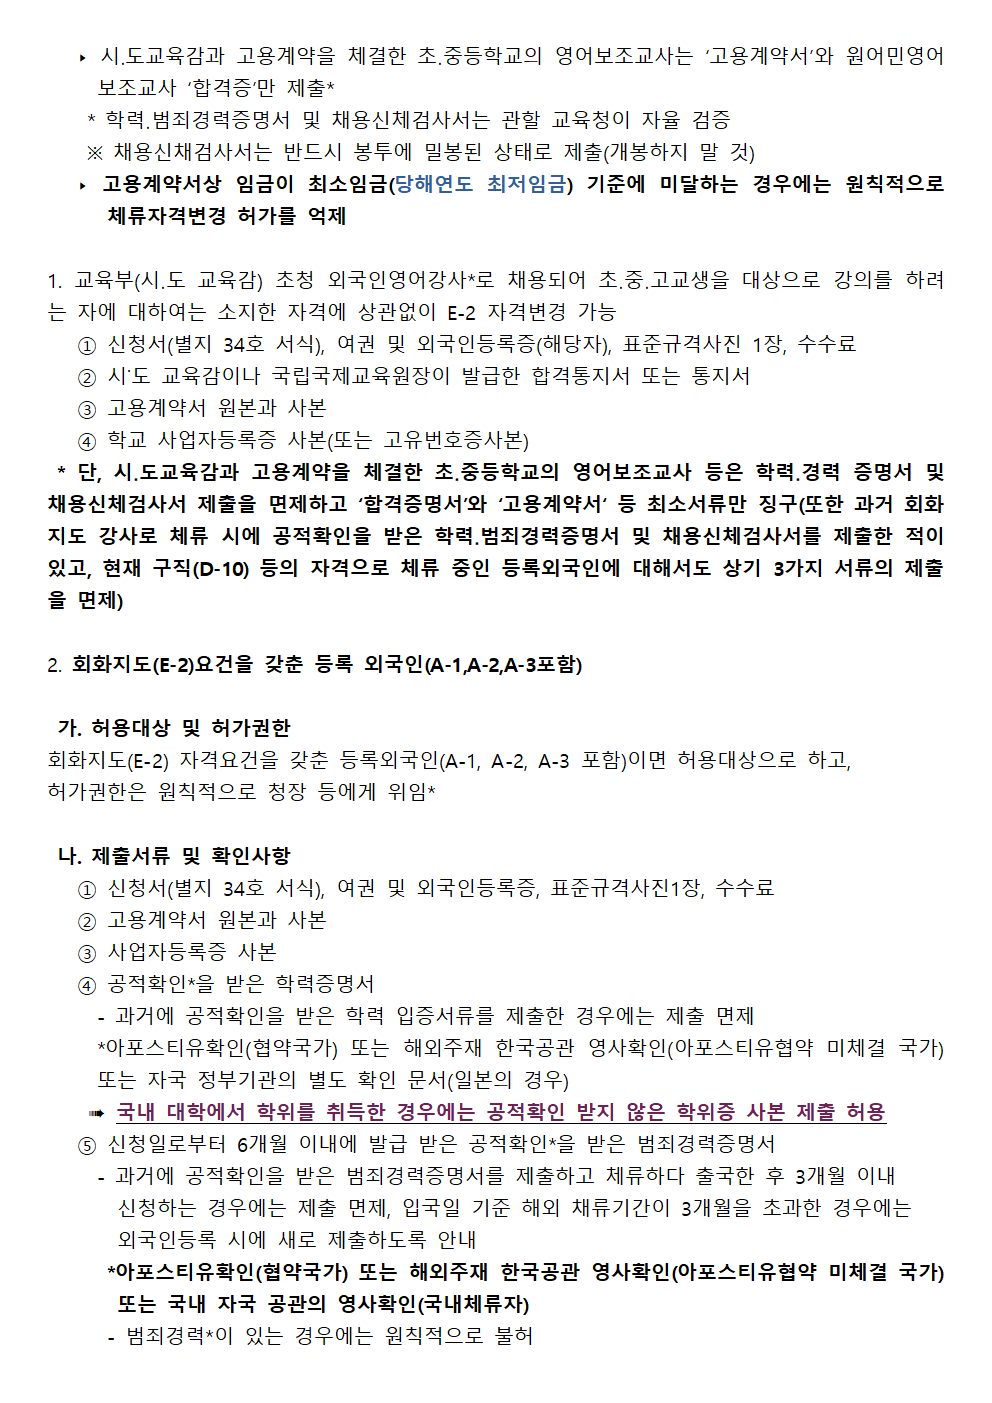 ▸ 시.도교육감과 고용계약을 체결한 초.중등학교의 영어보조교사는 ‘고용계약서’와 원어민영어
보조교사 ‘합격증’만 제출*
* 학력.범죄경력증명서 및 채용신체검사서는 관할 교육청이 자율 검증
※ 채용신채검사서는 반드시 봉투에 밀봉된 상태로 제출(개봉하지 말 것)
▸ 고용계약서상 임금이 최소임금(당해연도 최저임금) 기준에 미달하는 경우에는 원칙적으로
체류자격변경 허가를 억제
1. 교육부(시.도 교육감) 초청 외국인영어강사*로 채용되어 초.중.고교생을 대상으로 강의를 하려
는 자에 대하여는 소지한 자격에 상관없이 E-2 자격변경 가능
① 신청서(별지 34호 서식), 여권 및 외국인등록증(해당자), 표준규격사진 1장, 수수료
② 시˙도 교육감이나 국립국제교육원장이 발급한 합격통지서 또는 통지서
③ 고용계약서 원본과 사본
④ 학교 사업자등록증 사본(또는 고유번호증사본)
* 단, 시.도교육감과 고용계약을 체결한 초.중등학교의 영어보조교사 등은 학력.경력 증명서 및
채용신체검사서 제출을 면제하고 ‘합격증명서’와 ‘고용계약서‘ 등 최소서류만 징구(또한 과거 회화
지도 강사로 체류 시에 공적확인을 받은 학력.범죄경력증명서 및 채용신체검사서를 제출한 적이
있고, 현재 구직(D-10) 등의 자격으로 체류 중인 등록외국인에 대해서도 상기 3가지 서류의 제출
을 면제)
2. 회화지도(E-2)요건을 갖춘 등록 외국인(A-1,A-2,A-3포함)
가. 허용대상 및 허가권한
회화지도(E-2) 자격요건을 갖춘 등록외국인(A-1, A-2, A-3 포함)이면 허용대상으로 하고,
허가권한은 원칙적으로 청장 등에게 위임*
나. 제출서류 및 확인사항
① 신청서(별지 34호 서식), 여권 및 외국인등록증, 표준규격사진1장, 수수료
② 고용계약서 원본과 사본
③ 사업자등록증 사본
④ 공적확인*을 받은 학력증명서
- 과거에 공적확인을 받은 학력 입증서류를 제출한 경우에는 제출 면제
*아포스티유확인(협약국가) 또는 해외주재 한국공관 영사확인(아포스티유협약 미체결 국가)
또는 자국 정부기관의 별도 확인 문서(일본의 경우)
➠ 국내 대학에서 학위를 취득한 경우에는 공적확인 받지 않은 학위증 사본 제출 허용
⑤ 신청일로부터 6개월 이내에 발급 받은 공적확인*을 받은 범죄경력증명서
- 과거에 공적확인을 받은 범죄경력증명서를 제출하고 체류하다 출국한 후 3개월 이내
신청하는 경우에는 제출 면제, 입국일 기준 해외 채류기간이 3개월을 초과한 경우에는
외국인등록 시에 새로 제출하도록 안내
*아포스티유확인(협약국가) 또는 해외주재 한국공관 영사확인(아포스티유협약 미체결 국가)
또는 국내 자국 공관의 영사확인(국내체류자)
- 범죄경력*이 있는 경우에는 원칙적으로 불허